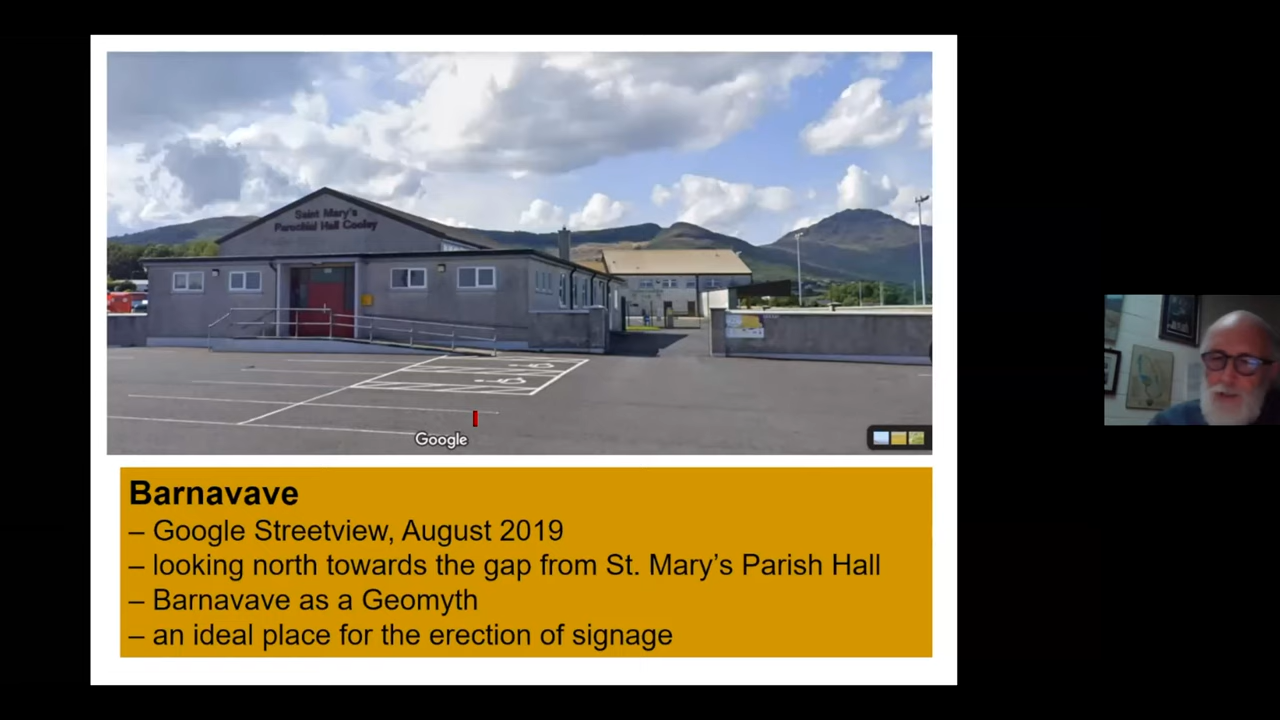 Saint Mary's
Parochial Hall Cooley
Google
Barnavave
– Google Streetview, August 2019
– looking north towards the gap from St. Mary’s Parish Hall
– Barnavave as a Geomyth
– an ideal place for the erection of signage